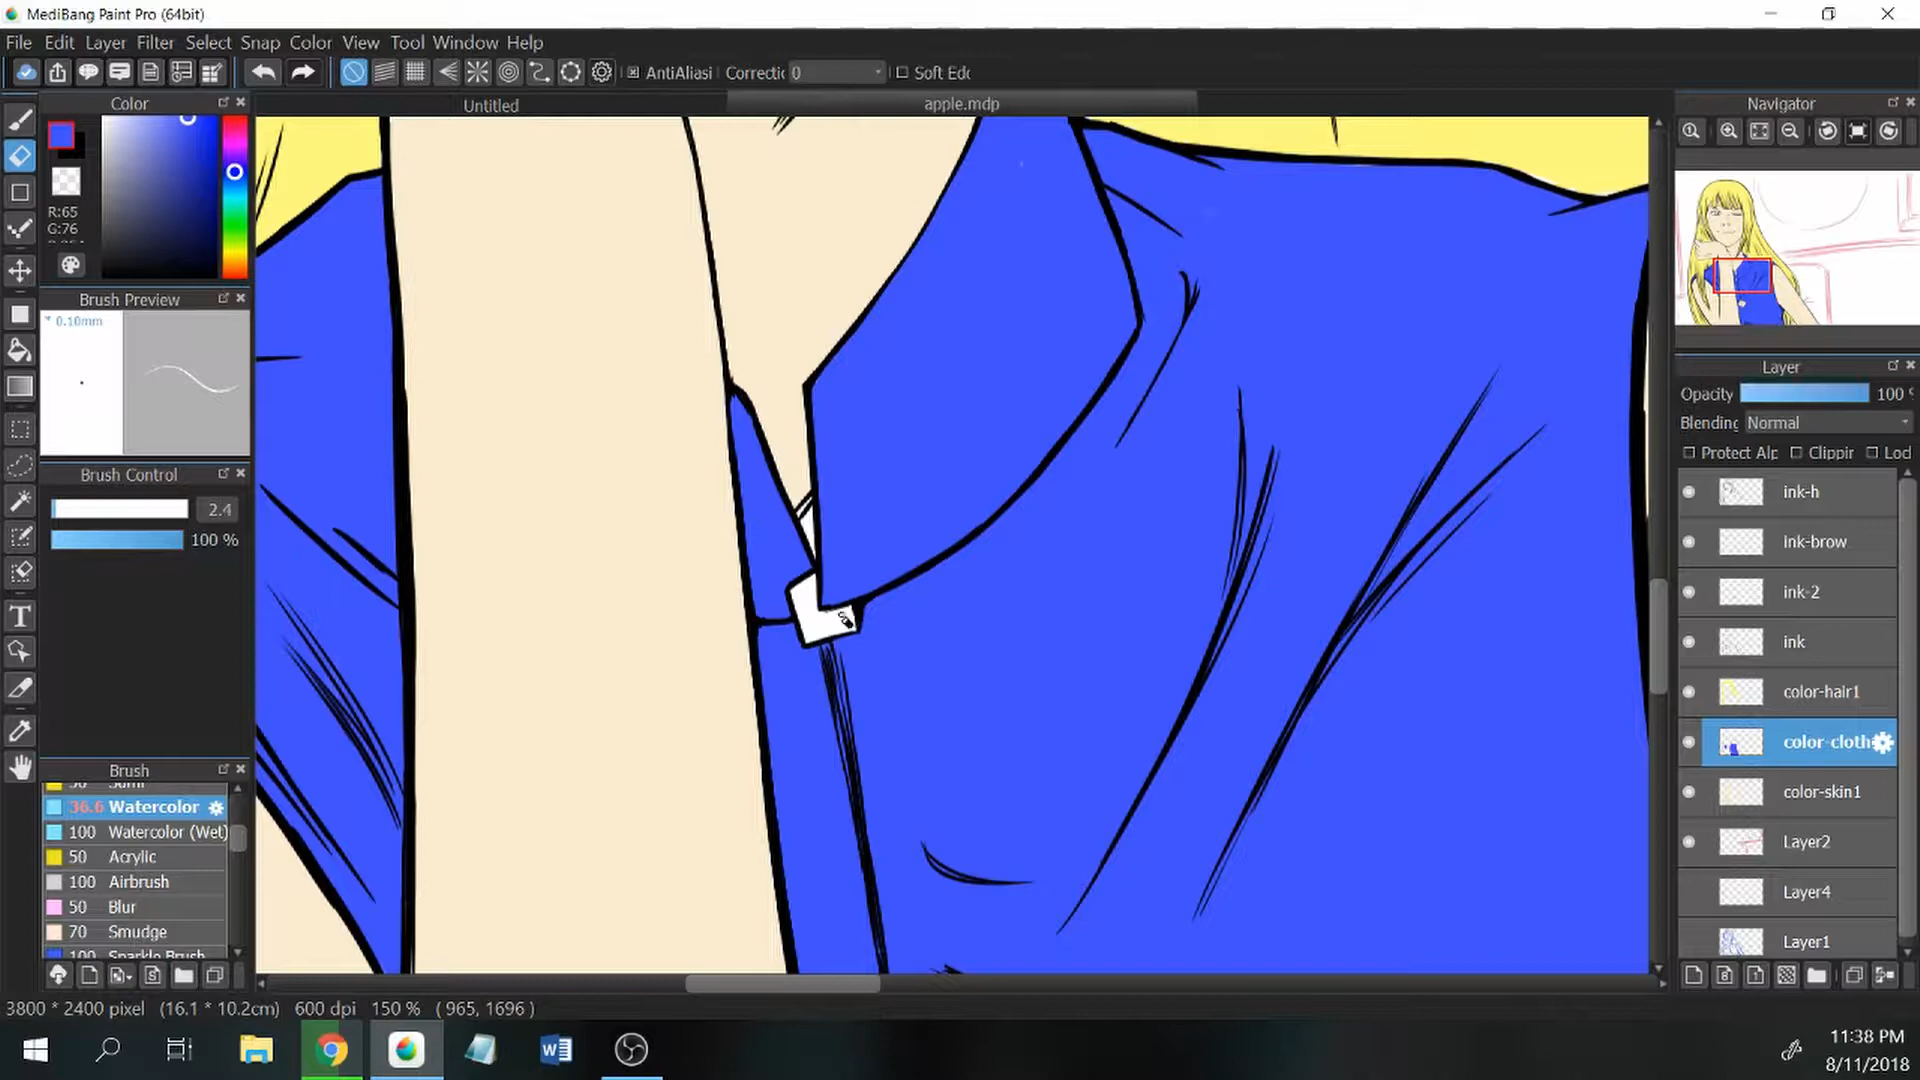 MediBang Paint Pro (64bit)
File Edit Layer Filter Select Snap Color View Tool Window Help
AntiAliasi Correctic 0 Soft Edc
Color
Untitled
apple.mdp
Navigator
R:65
G:76
Brush Preview
0.10mm
Layer
Opacity 100
Blending Normal
Protect Alp Clippir Loc
Brush Control
2.4
100 %
ink-h
ink-brow
ink-2
ink
color-hair1
color-cloth
color-skin1
Layer2
Layer4
Layer1
Brush
36.6 Watercolor
100 Watercolor (Wet)
50 Acrylic
100 Airbrush
50 Blur
70 Smudge
100 Sparkle Brush
3800 * 2400 pixel (16.1 * 10.2cm) 600 dpi 150 % ( 965, 1696 )
11:38 PM
8/11/2018